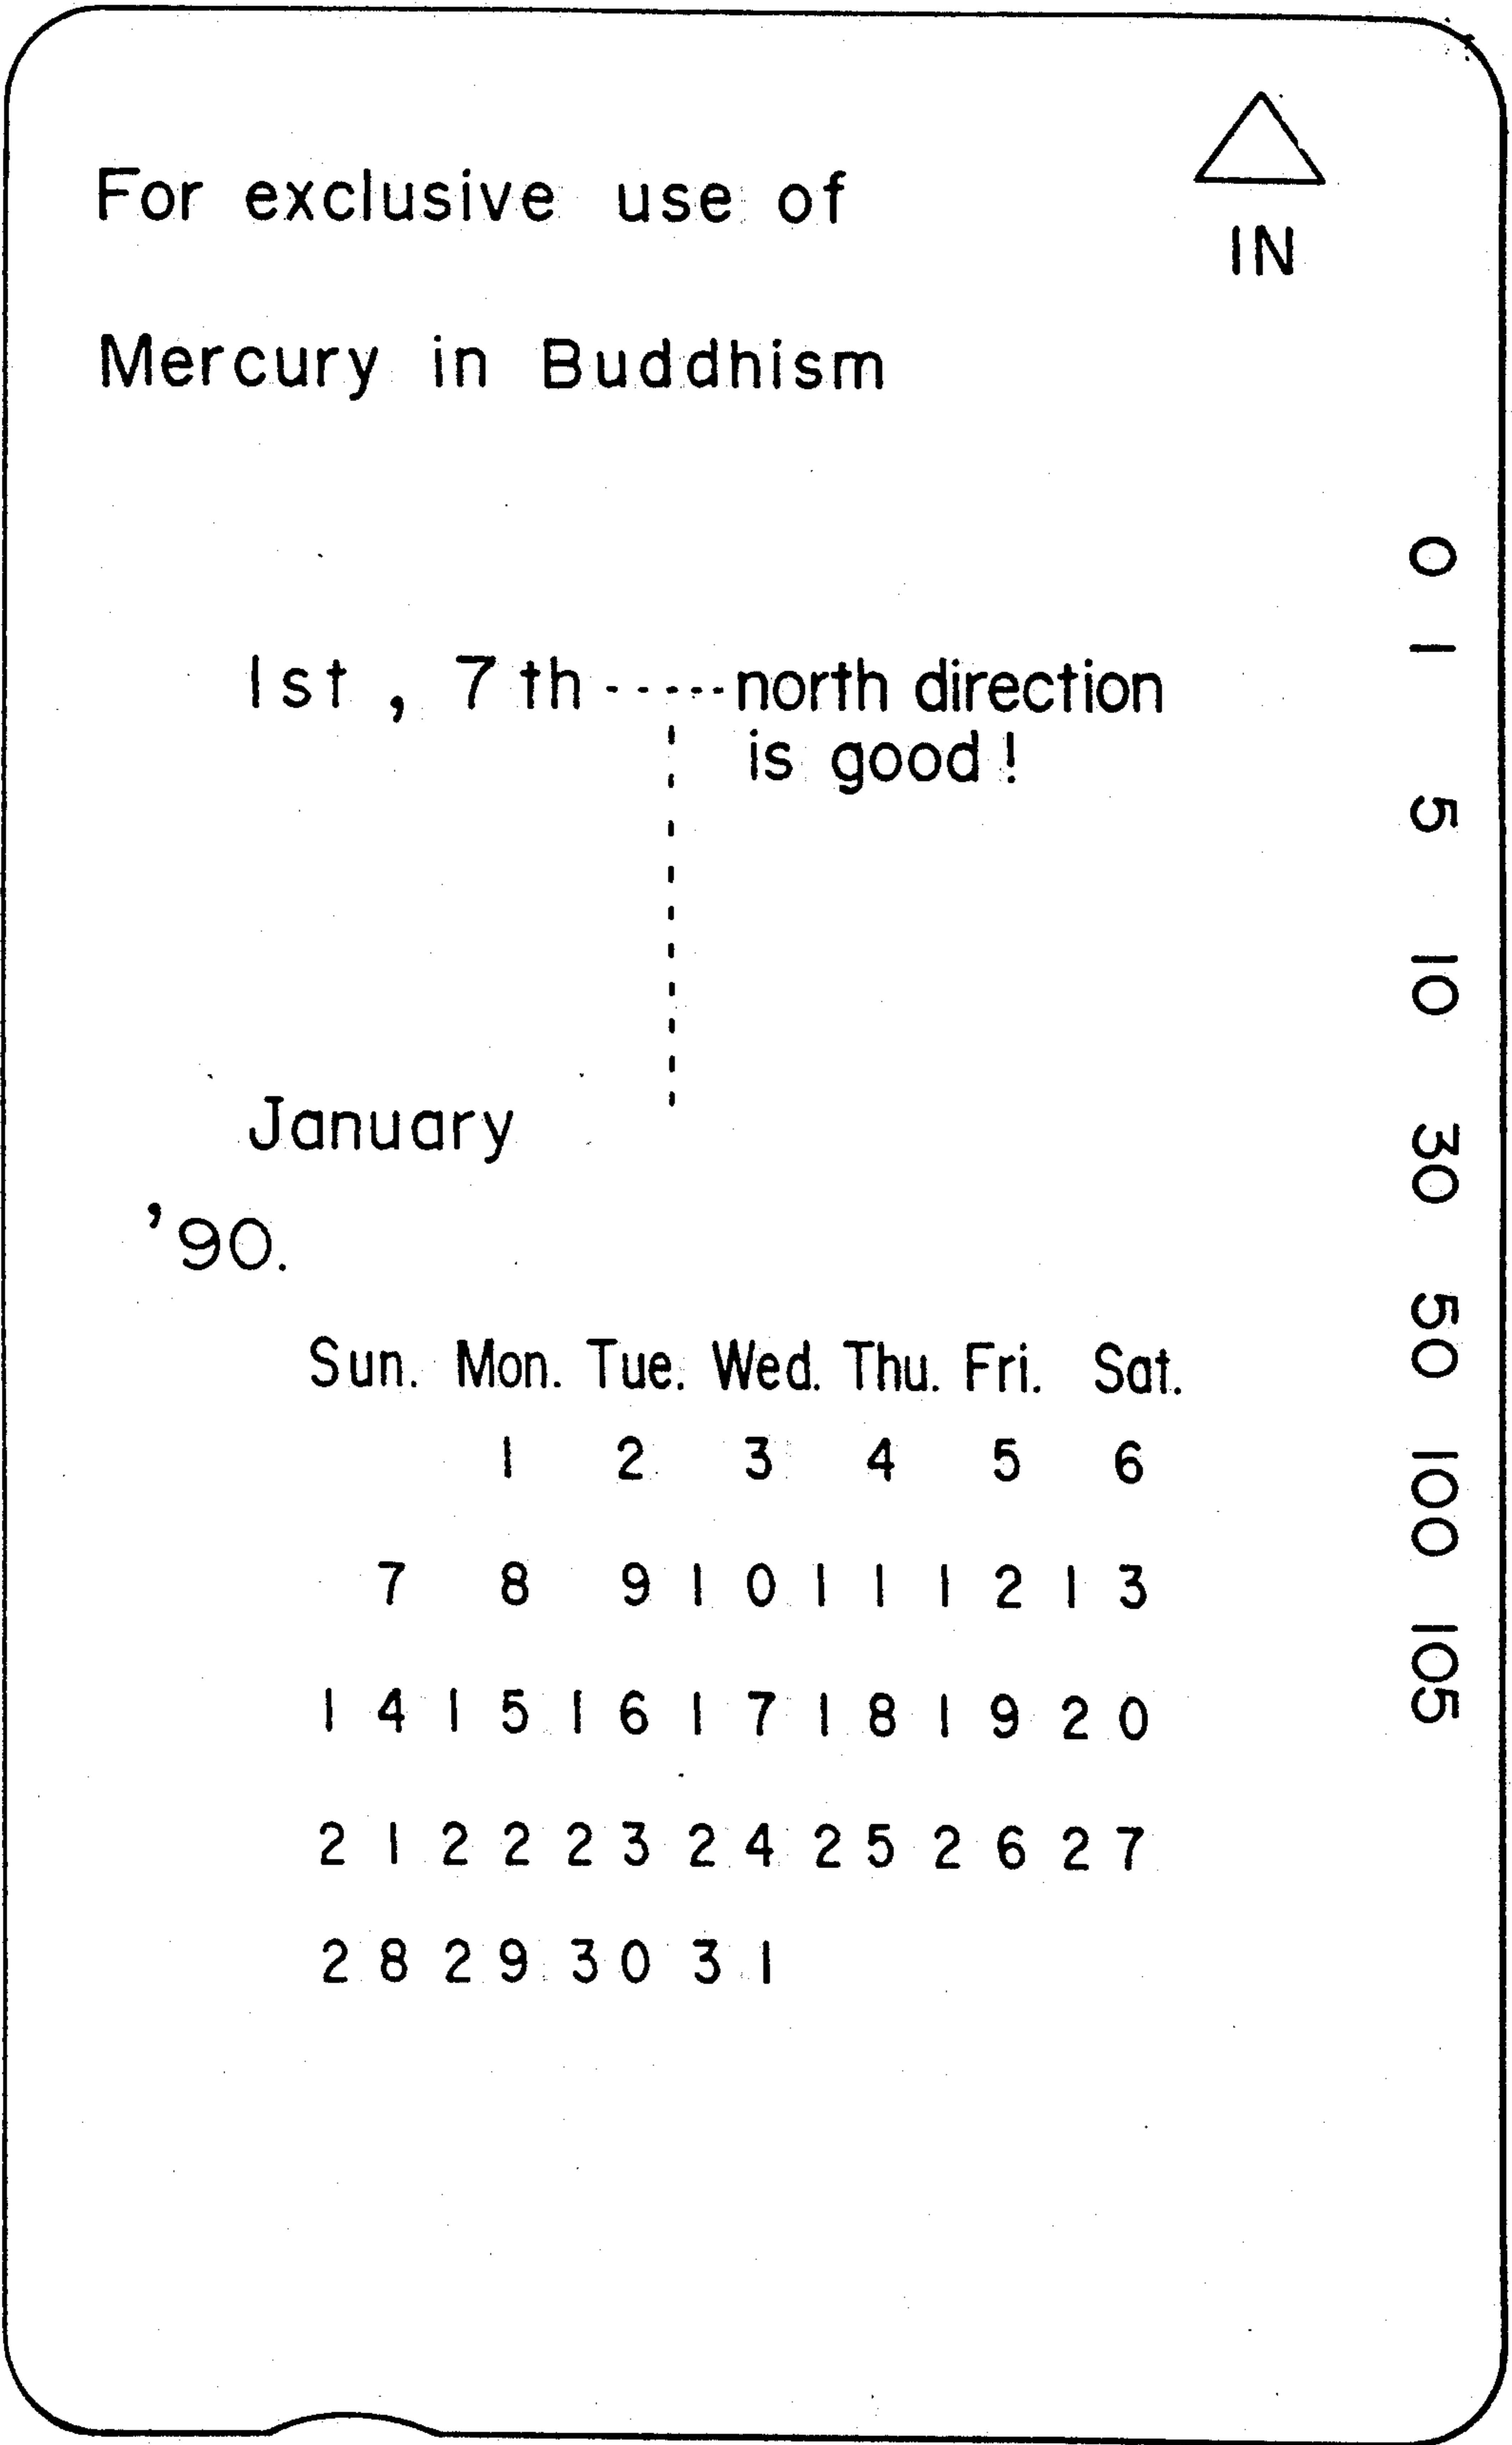 For exclusive use of
IN
Mercury in Buddhism
1st, 7th ----- north direction
is good!
January
'90.
Sun. Mon. Tue. Wed. Thu. Fri. Sat.
1 2 3 4 5 6
7 8 9 10 11 12 13
14 15 16 17 18 19 20
21 22 23 24 25 26 27
28 29 30 31
0 1 5 10 30 50 100 105